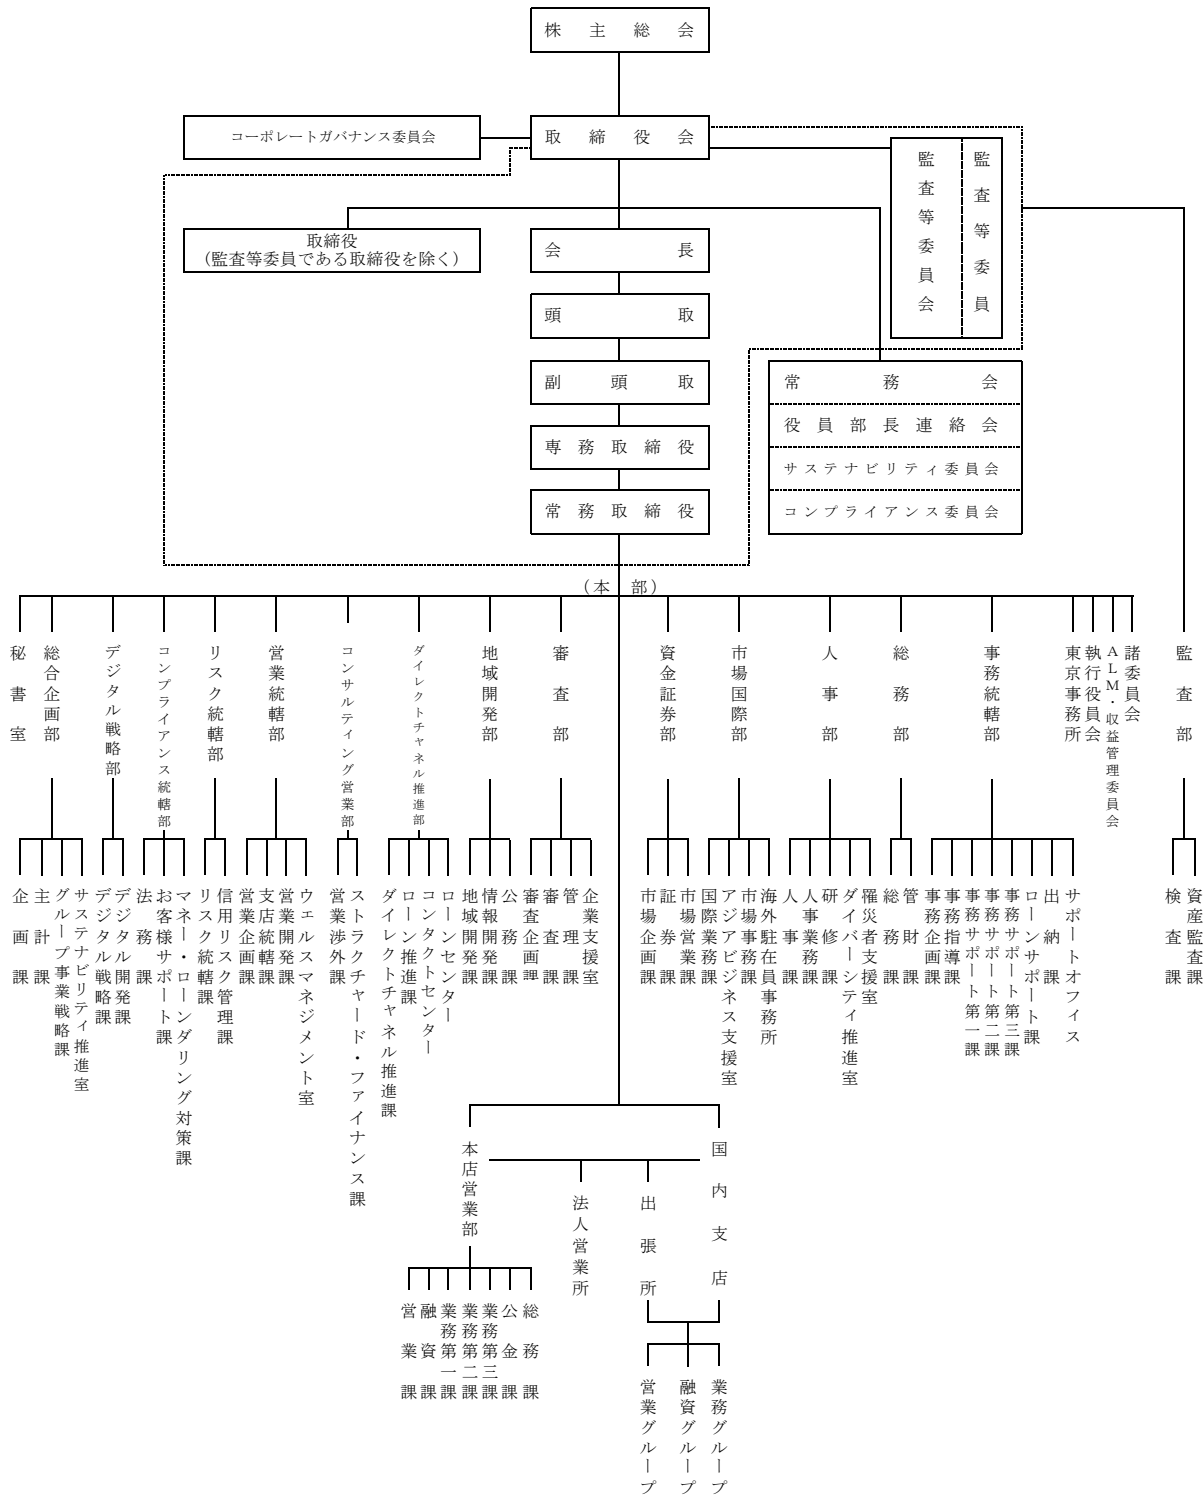 株主総会
コーポレートガバナンス委員会
取締役会
監査等委員会
監査等委員
取締役
（監査等委員である取締役を除く）
会長
頭取
副頭取
専務取締役
常務取締役
常務会
役員部長連絡会
サステナビリティ委員会
コンプライアンス委員会
（本部）
秘書室
総合企画部
デジタル戦略部
コンプライアンス統轄部
リスク統轄部
営業統轄部
コンサルティング営業部
ダイレクトチャネル推進部
地域開発部
審査部
資金証券部
市場国際部
人事部
総務部
事務統轄部
東京事務所
執行役員会
ALM・収益管理委員会
諸委員会
監査部
企画課
主計課
グループ事業戦略課
サステナビリティ推進室
デジタル戦略課
デジタル開発課
法務課
お客様サポート課
マネー・ローンダリング対策課
リスク統轄課
信用リスク管理課
営業企画課
支店統轄課
営業開発課
ウェルスマネジメント室
営業渉外課
ストラクチャード・ファイナンス課
ダイレクトチャネル推進課
ローン推進課
コンタクトセンター
ローンセンター
地域開発課
情報開発課
公務課
審査企画課
審査課
管理課
企業支援室
市場企画課
証券課
市場営業課
国際業務課
アジアビジネス支援室
市場事務課
海外駐在員事務所
人事課
人事業務課
研修課
ダイバーシティ推進室
罹災者支援室
総務課
管財課
事務企画課
事務指導課
事務サポート第一課
事務サポート第二課
事務サポート第三課
ローンサポート課
出納課
サポートオフィス
検査課
資産監査課
本店営業部
法人営業所
出張所
国内支店
営業課
融資課
業務第一課
業務第二課
業務第三課
公金課
総務課
営業グループ
融資グループ
業務グループ